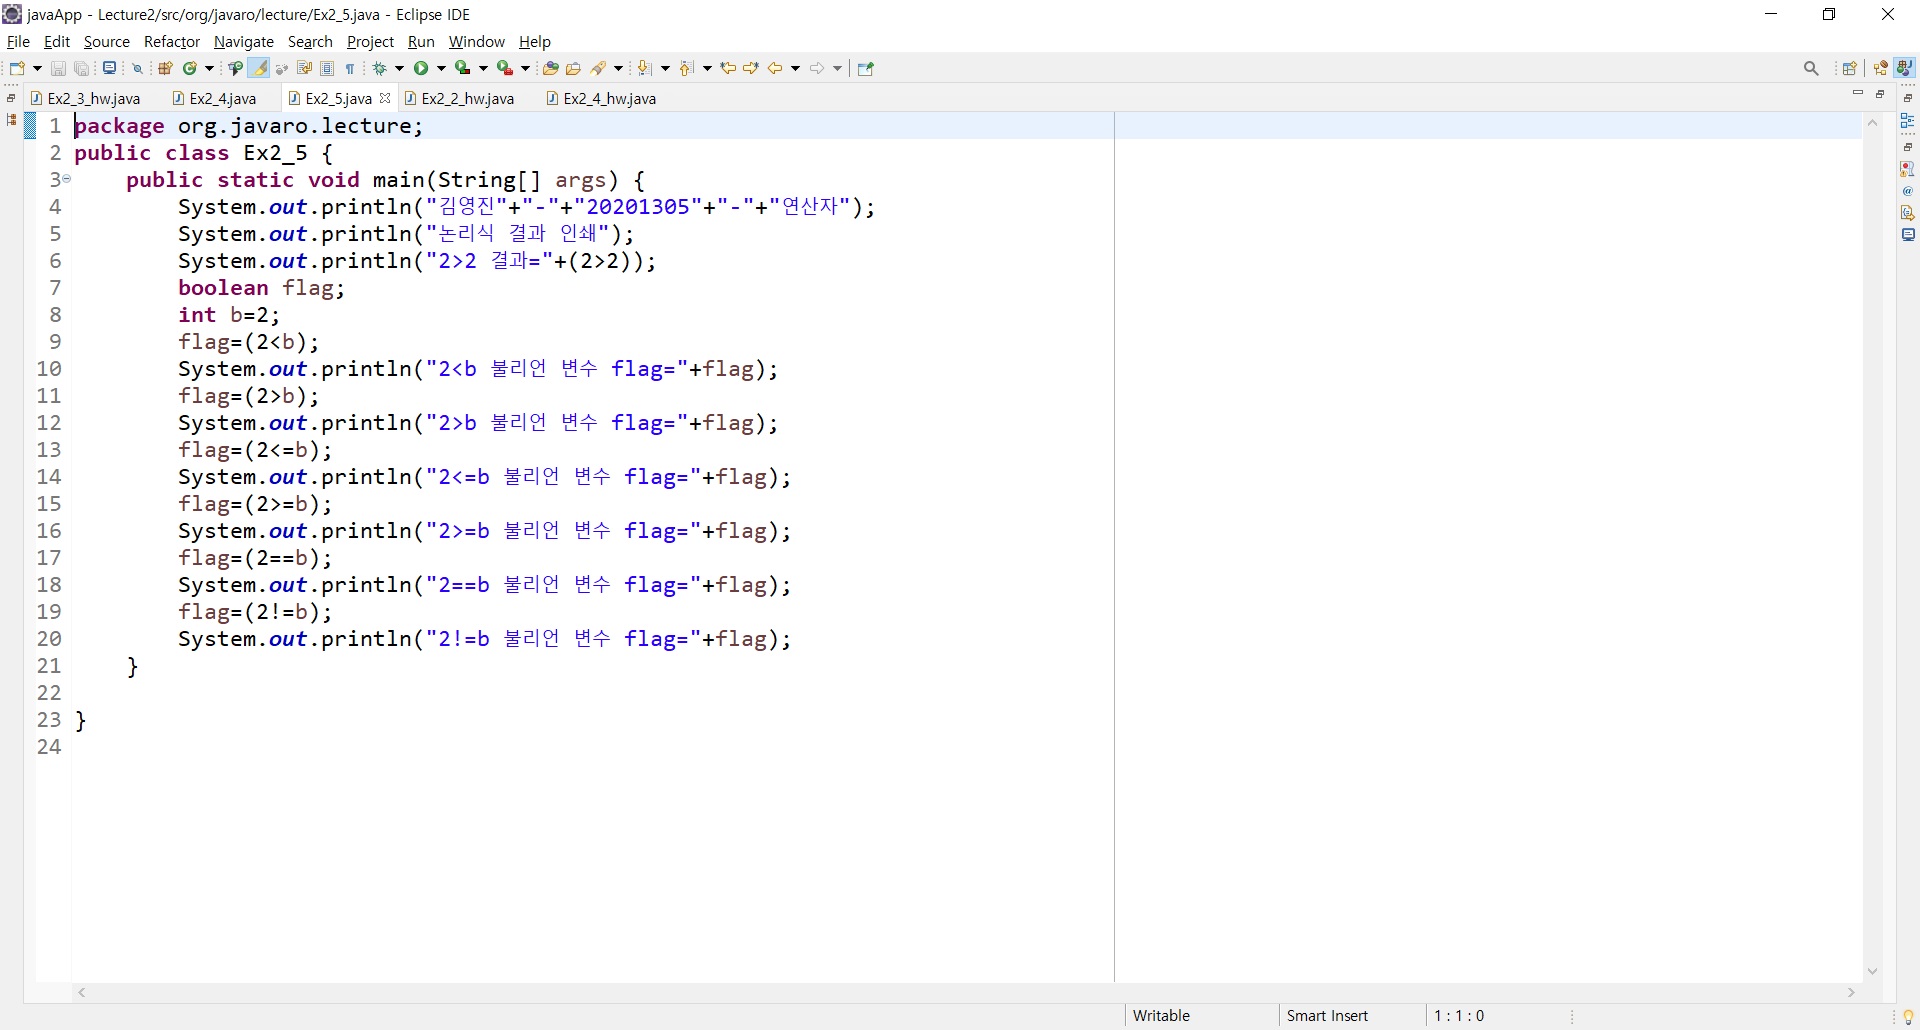 javaApp - Lecture2/src/org/javaro/lecture/Ex2_5.java - Eclipse IDE
File Edit Source Refactor Navigate Search Project Run Window Help
Ex2_3_hw.java Ex2_4.java Ex2_5.java Ex2_2_hw.java Ex2_4_hw.java
1 package org.javaro.lecture;
2 public class Ex2_5 {
3 public static void main(String[] args) {
4 System.out.println("김영진"+"-"+"20201305"+"-"+"연산자");
5 System.out.println("논리식 결과 인쇄");
6 System.out.println("2>2 결과="+(2>2));
7 boolean flag;
8 int b=2;
9 flag=(2<b);
10 System.out.println("2<b 불리언 변수 flag="+flag);
11 flag=(2>b);
12 System.out.println("2>b 불리언 변수 flag="+flag);
13 flag=(2<=b);
14 System.out.println("2<=b 불리언 변수 flag="+flag);
15 flag=(2>=b);
16 System.out.println("2>=b 불리언 변수 flag="+flag);
17 flag=(2==b);
18 System.out.println("2==b 불리언 변수 flag="+flag);
19 flag=(2!=b);
20 System.out.println("2!=b 불리언 변수 flag="+flag);
21 }
22
23 }
24
Writable Smart Insert 1 : 1 : 0